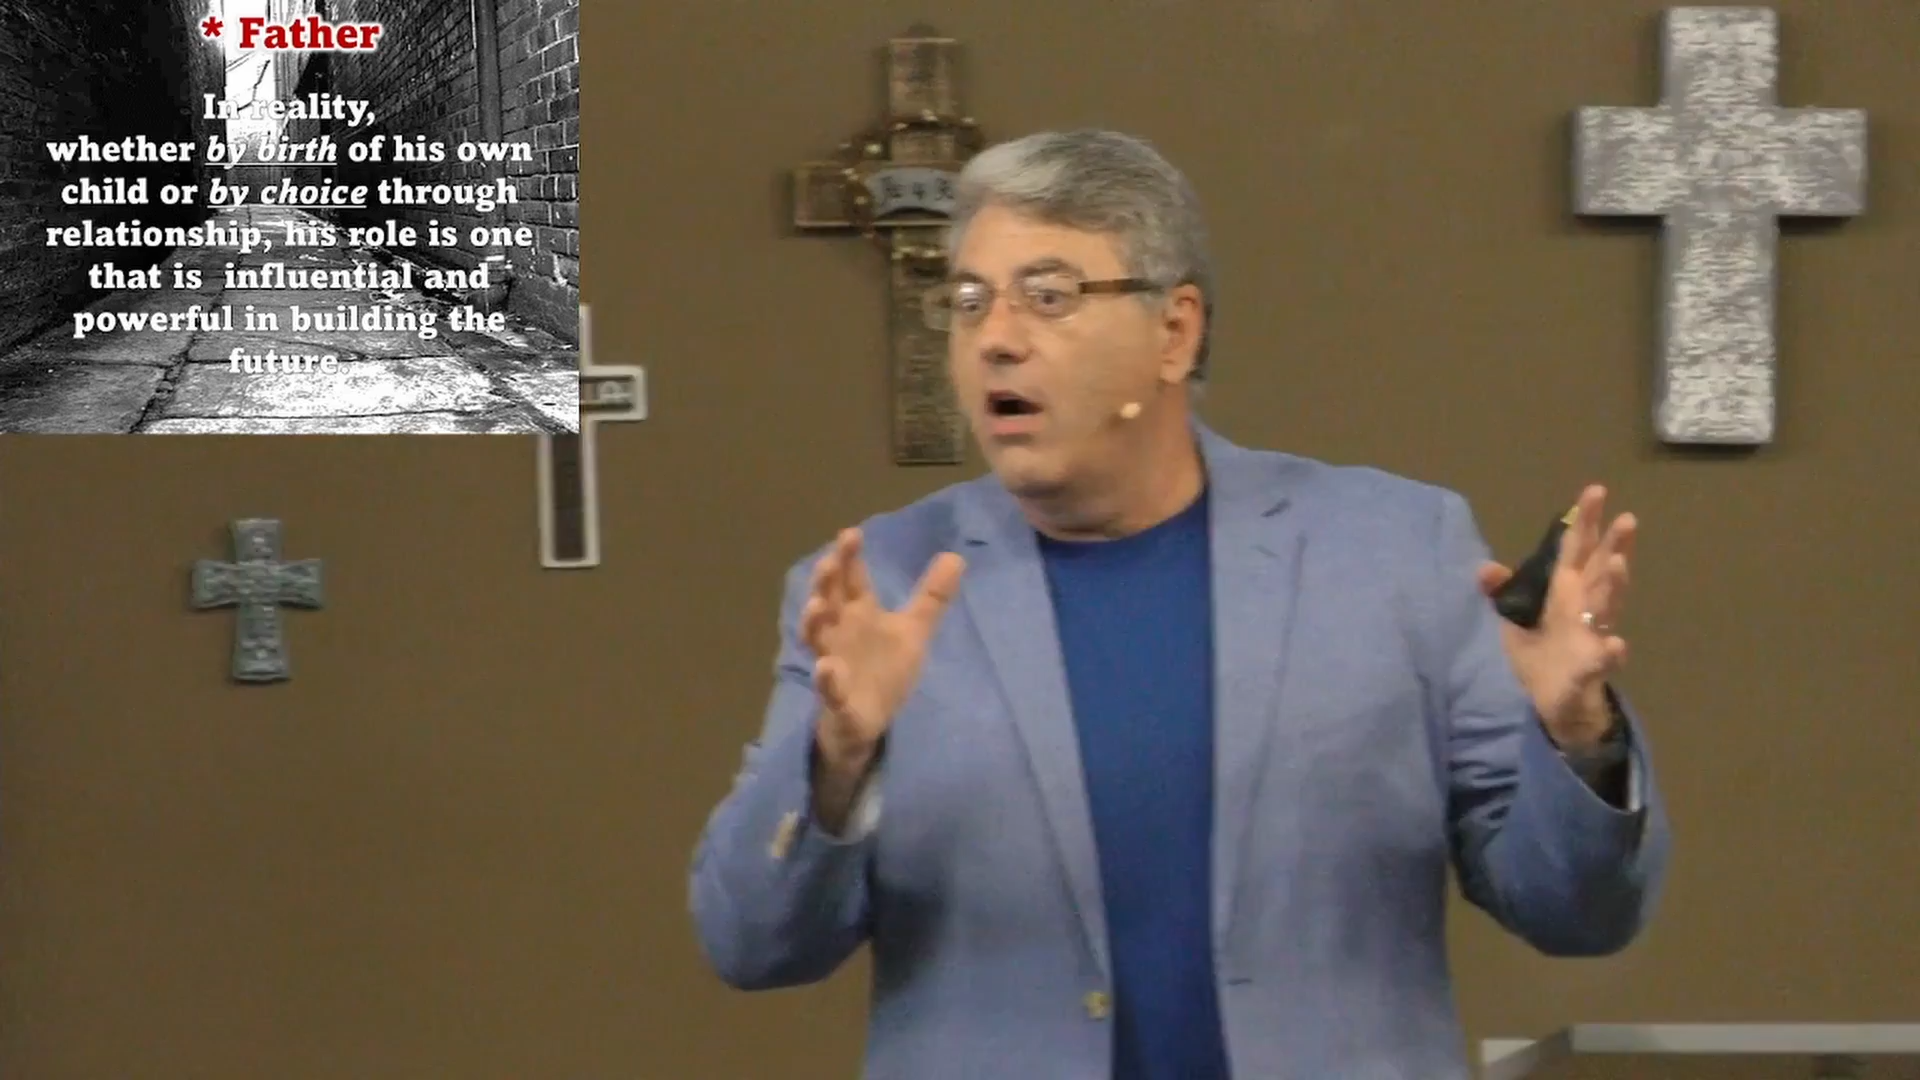 * Father
In reality,
whether by birth of his own
child or by choice through
relationship, his role is one
that is  influential and
powerful in building the
future.